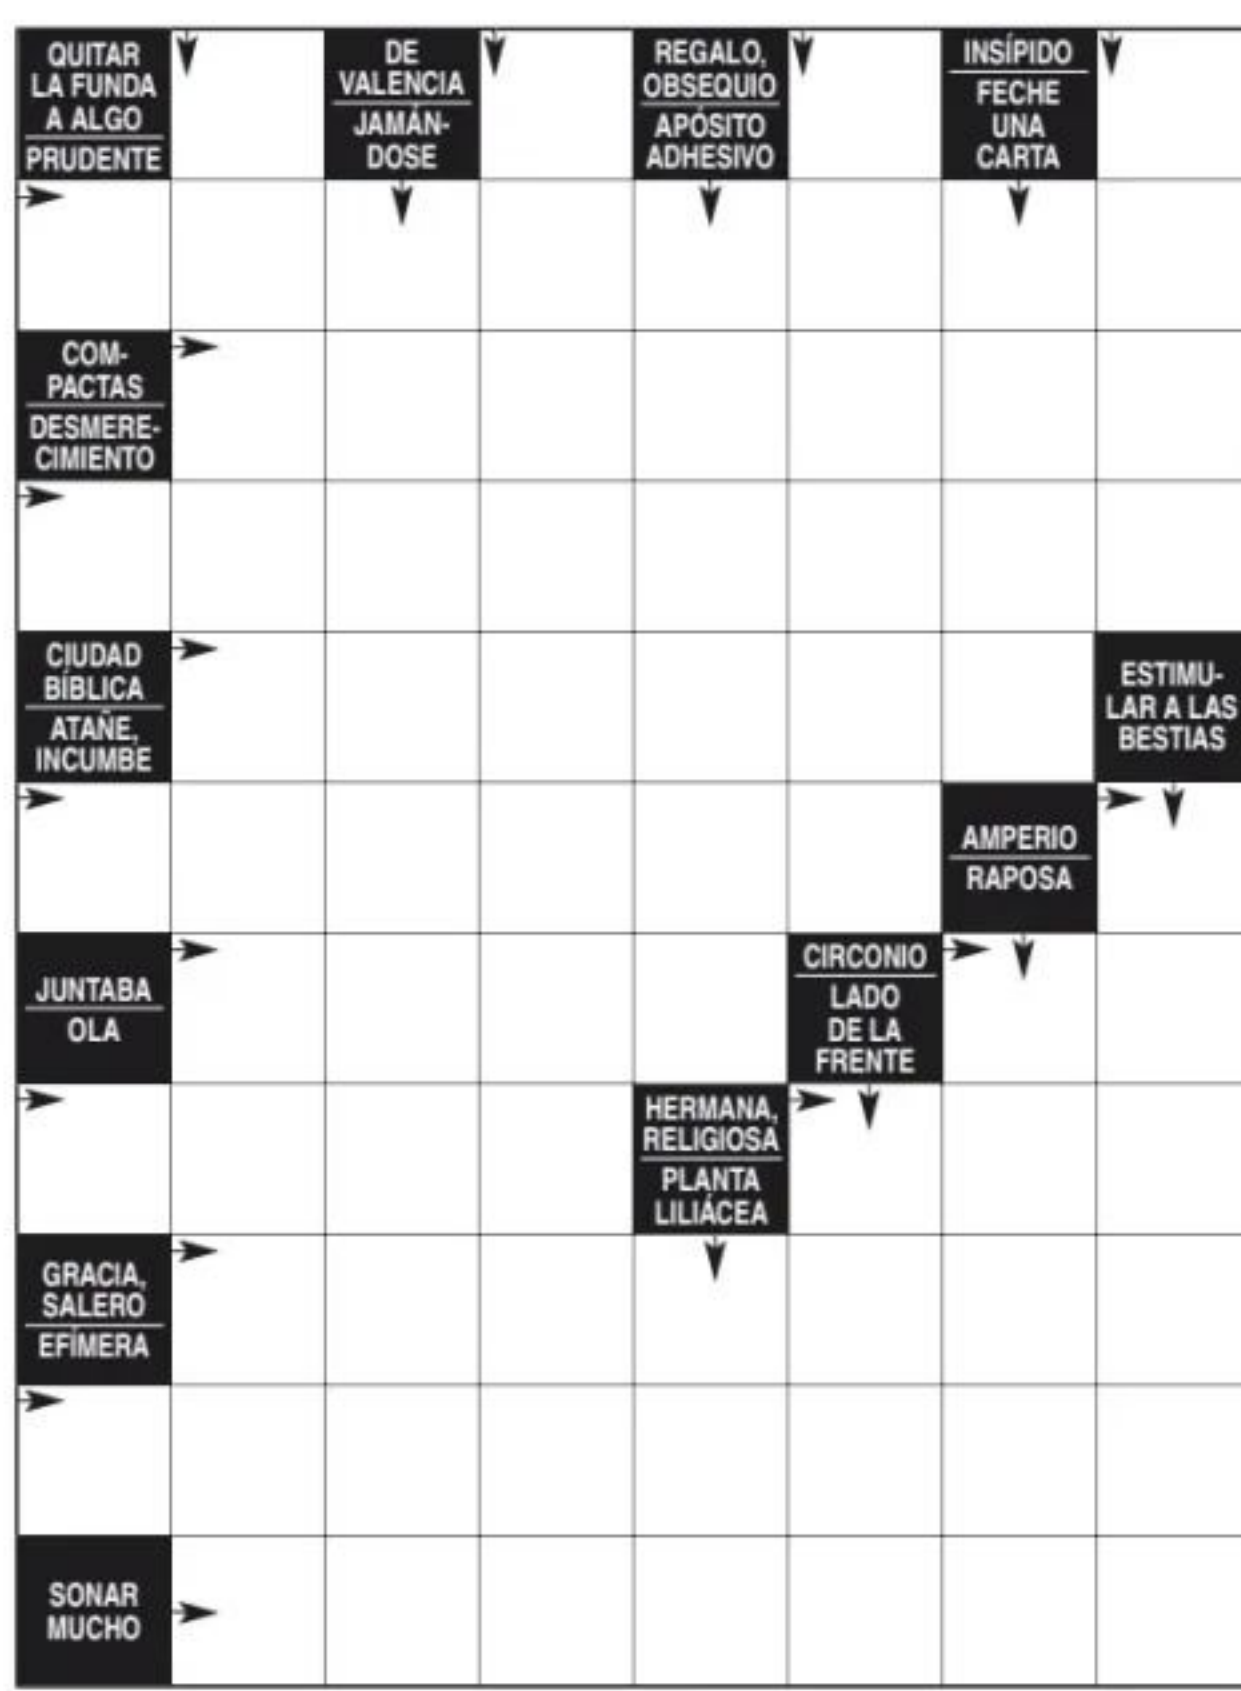 QUITAR
LA FUNDA
A ALGO
PRUDENTE
DE
VALENCIA
JAMÁN-
DOSE
REGALO,
OBSEQUIO
APÓSITO
ADHESIVO
INSÍPIDO
FECHE
UNA
CARTA
COM-
PACTAS
DESMERE-
CIMIENTO
CIUDAD
BÍBLICA
ATAÑE,
INCUMBE
ESTIMU-
LAR A LAS
BESTIAS
AMPERIO
RAPOSA
JUNTABA
OLA
CIRCONIO
LADO
DE LA
FRENTE
HERMANA,
RELIGIOSA
PLANTA
LILIÁCEA
GRACIA,
SALERO
EFÍMERA
SONAR
MUCHO